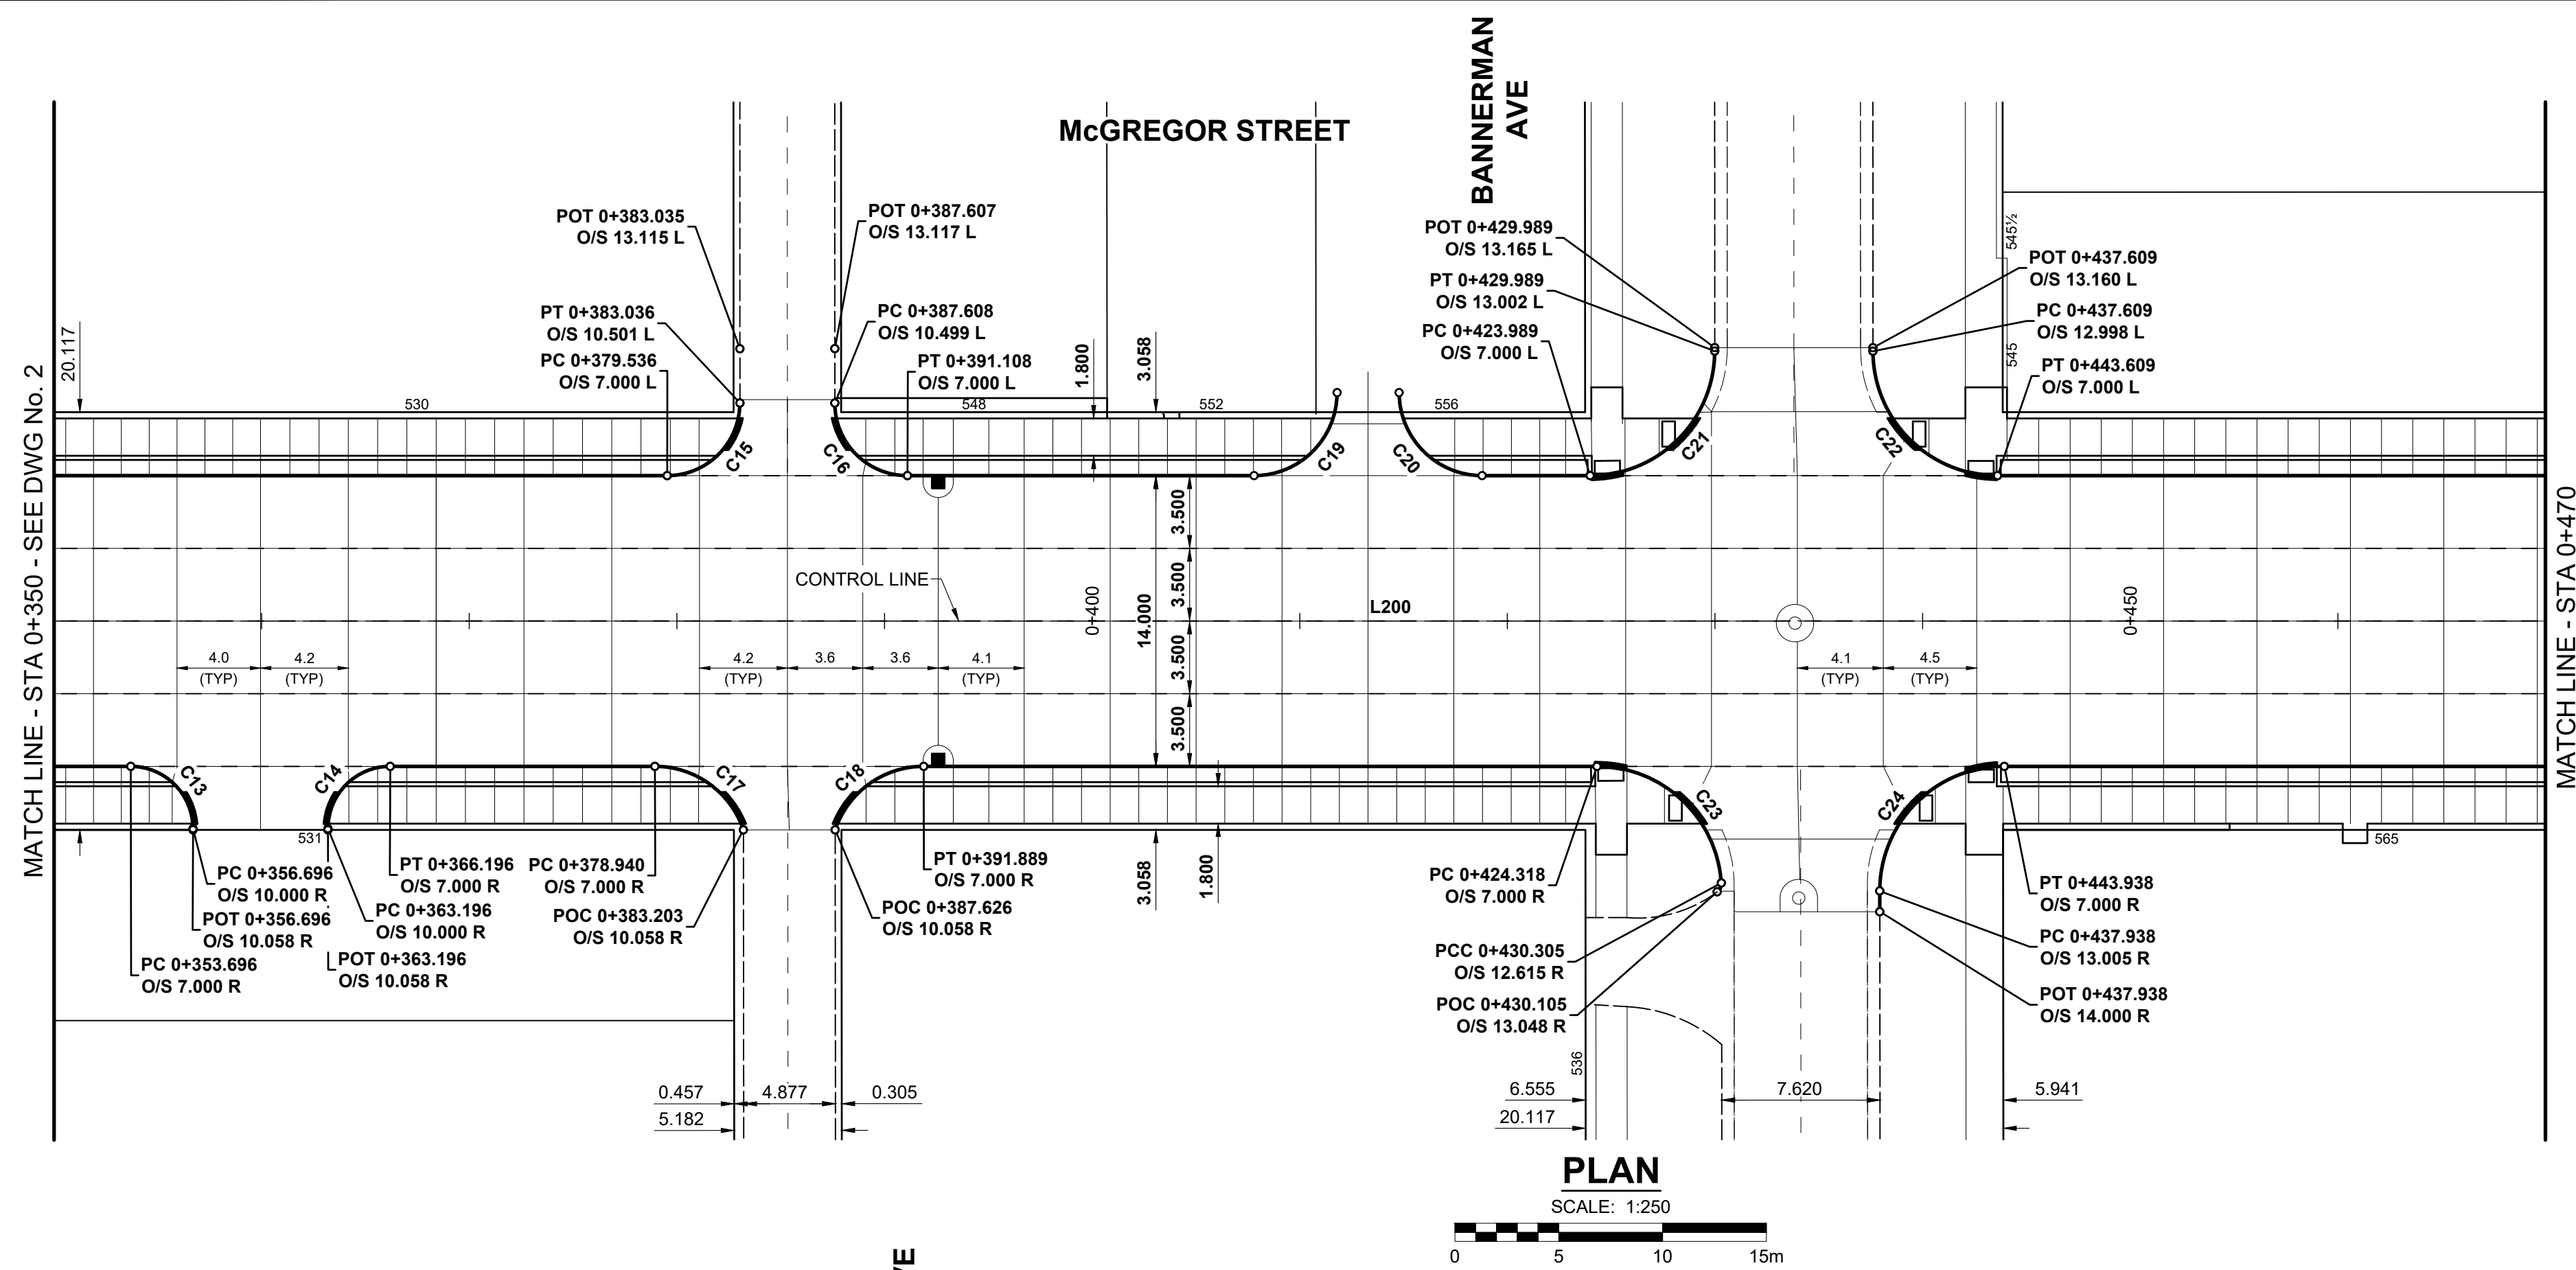 BANNERMAN
AVE
McGREGOR STREET
POT 0+383.035
O/S 13.115 L
POT 0+387.607
O/S 13.117 L
POT 0+429.989
O/S 13.165 L
PT 0+429.989
O/S 13.002 L
PC 0+423.989
O/S 7.000 L
545½
545
POT 0+437.609
O/S 13.160 L
PC 0+437.609
O/S 12.998 L
PT 0+443.609
O/S 7.000 L
PT 0+383.036
O/S 10.501 L
PC 0+379.536
O/S 7.000 L
PC 0+387.608
O/S 10.499 L
PT 0+391.108
O/S 7.000 L
20.117
1.800
3.058
530
548
552
556
C15
C16
C19
C20
C21
C22
MATCH LINE - STA 0+350 - SEE DWG No. 2
MATCH LINE - STA 0+470
CONTROL LINE
0+400
14.000
3.500
3.500
3.500
3.500
L200
0+450
4.0
(TYP)
4.2
(TYP)
4.2
(TYP)
3.6
3.6
4.1
(TYP)
4.1
(TYP)
4.5
(TYP)
C13
C14
C17
C18
C23
C24
531
565
PC 0+356.696
O/S 10.000 R
POT 0+356.696
O/S 10.058 R
PC 0+353.696
O/S 7.000 R
PT 0+366.196
O/S 7.000 R
PC 0+363.196
O/S 10.000 R
POT 0+363.196
O/S 10.058 R
PC 0+378.940
O/S 7.000 R
POC 0+383.203
O/S 10.058 R
PT 0+391.889
O/S 7.000 R
POC 0+387.626
O/S 10.058 R
3.058
1.800
PC 0+424.318
O/S 7.000 R
PCC 0+430.305
O/S 12.615 R
POC 0+430.105
O/S 13.048 R
PT 0+443.938
O/S 7.000 R
PC 0+437.938
O/S 13.005 R
POT 0+437.938
O/S 14.000 R
536
0.457
4.877
0.305
5.182
6.555
7.620
5.941
20.117
PLAN
SCALE: 1:250
0 5 10 15m